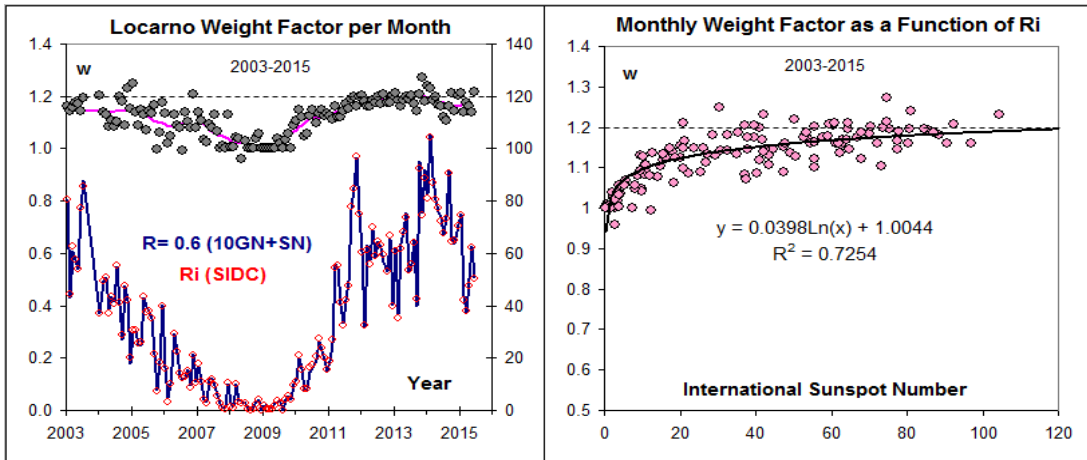 Locarno Weight Factor per Month
1.4
1.2
1.0
0.8
0.6
0.4
0.2
0.0
140
120
100
80
60
40
20
0
w
2003-2015
R= 0.6 (10GN+SN)
Ri (SIDC)
Year
2003 2005 2007 2009 2011 2013 2015
Monthly Weight Factor as a Function of Ri
1.4
1.3
1.2
1.1
1
0.9
0.8
0.7
0.6
0.5
w
2003-2015
y = 0.0398Ln(x) + 1.0044
R² = 0.7254
International Sunspot Number
0 20 40 60 80 100 120